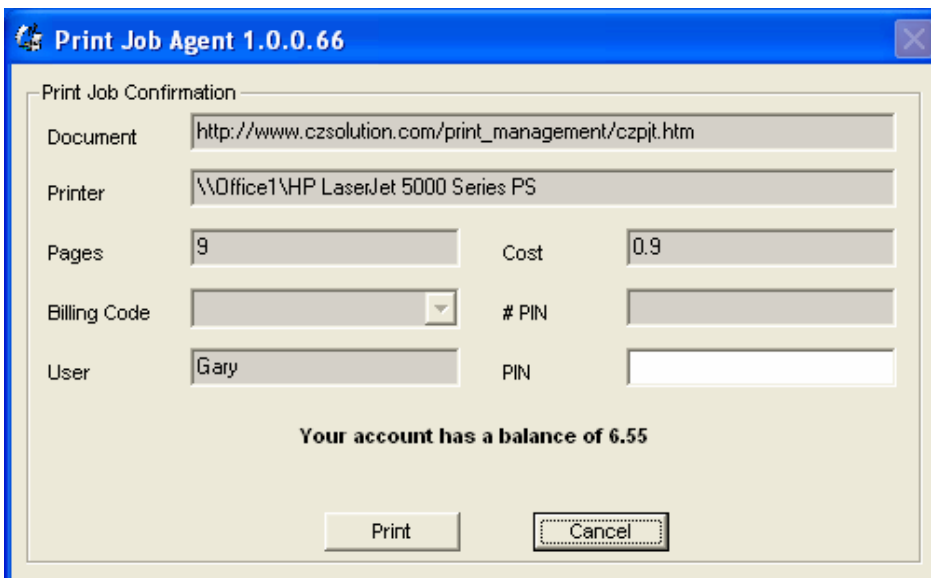 Print Job Agent 1.0.0.66
Print Job Confirmation
Document http://www.czsolution.com/print_management/czpjt.htm
Printer \\Office1\HP LaserJet 5000 Series PS
Pages 9 Cost 0.9
Billing Code # PIN
User Gary PIN
Your account has a balance of 6.55
Print Cancel